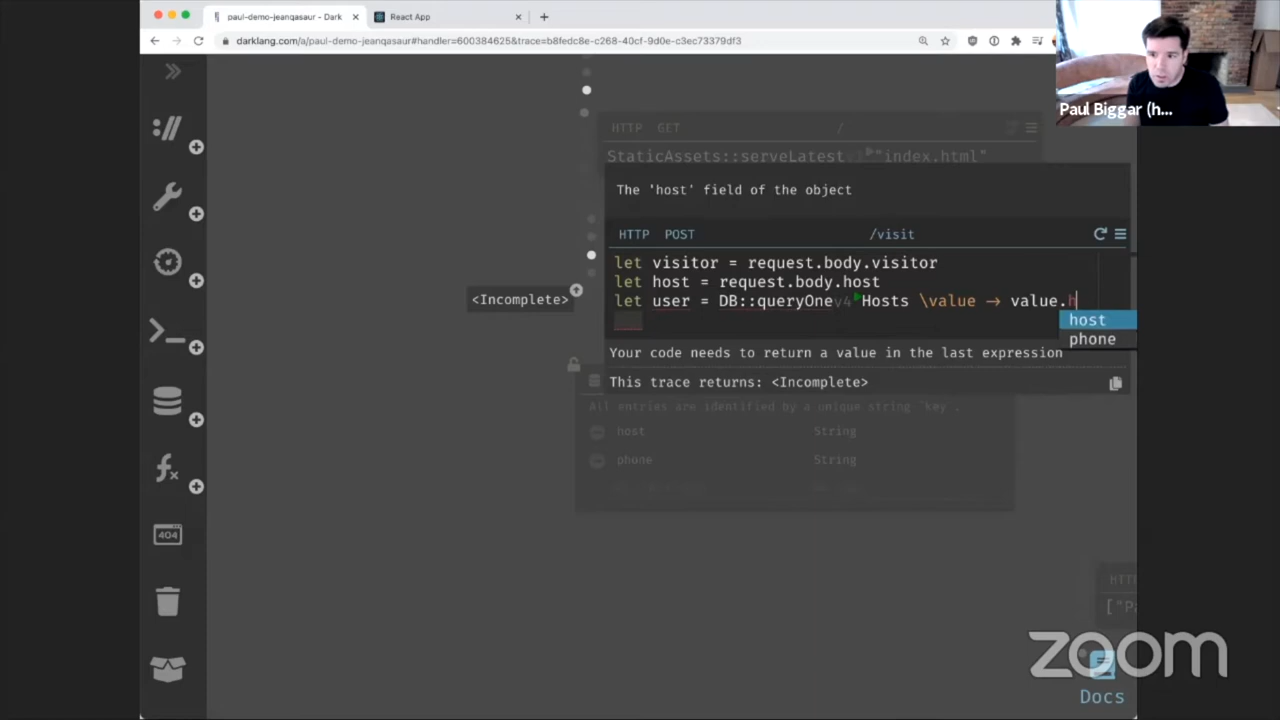 paul-demo-jeanqasaur - Dark
React App
darklang.com/a/paul-demo-jeanqasaur#handler=600384625&trace=b8fedc8e-c268-40cf-9d0e-c3ec73379df3
Paul Biggar (h...
HTTP GET /
StaticAssets::serveLatest "index.html"
The 'host' field of the object
HTTP POST /visit
let visitor = request.body.visitor
let host = request.body.host
<Incomplete>
let user = DB::queryOnev4 Hosts \value → value.h
host
phone
Your code needs to return a value in the last expression
This trace returns: <Incomplete>
All entries are identified by a unique string `key`.
host String
phone String
404
HTTP
["Pa
zoom
Docs